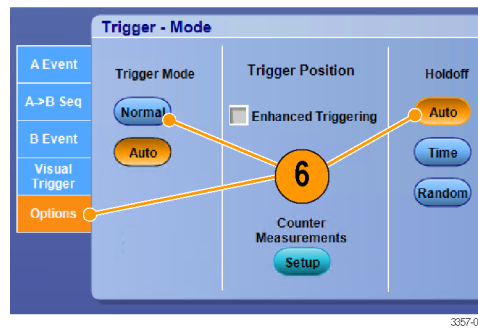 Trigger - Mode
A Event
A->B Seq
B Event
Visual
Trigger
Options
Trigger Mode
Normal
Auto
Trigger Position
Enhanced Triggering
6
Counter
Measurements
Setup
Holdoff
Auto
Time
Random
3357-0